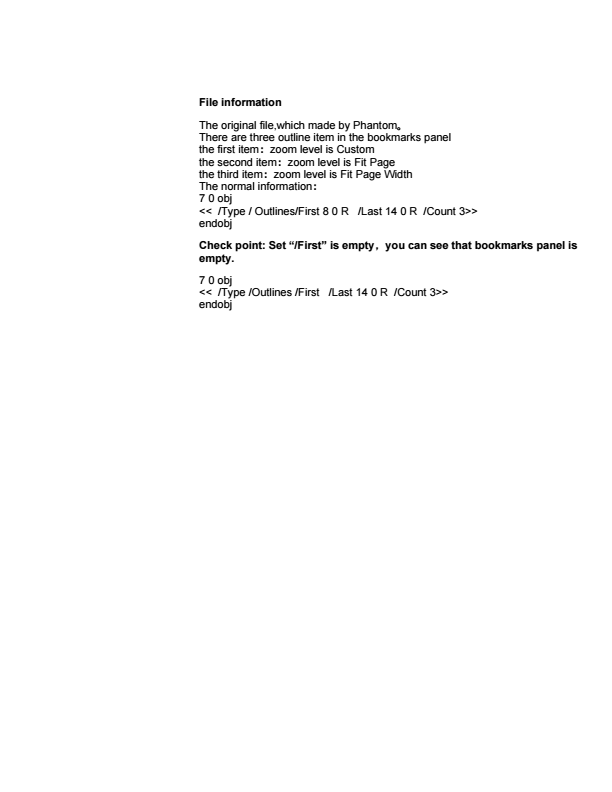 File information
The original file,which made by Phantom。
There are three outline item in the bookmarks panel
the first item：zoom level is Custom
the second item：zoom level is Fit Page
the third item：zoom level is Fit Page Width
The normal information：
7 0 obj
<< /Type / Outlines/First 8 0 R /Last 14 0 R /Count 3>>
endobj
Check point: Set “/First” is empty，you can see that bookmarks panel is
empty.
7 0 obj
<< /Type /Outlines /First /Last 14 0 R /Count 3>>
endobj